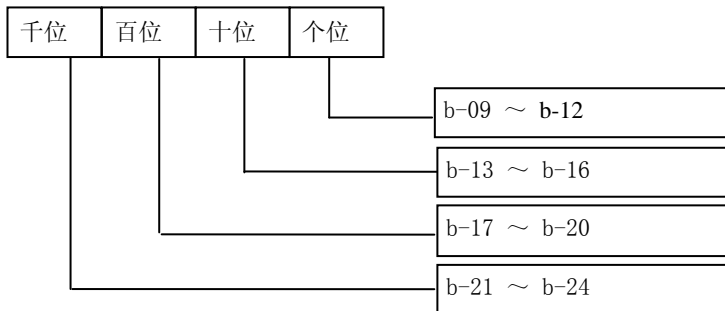 千位 百位 十位 个位
b-09 ～ b-12
b-13 ～ b-16
b-17 ～ b-20
b-21 ～ b-24